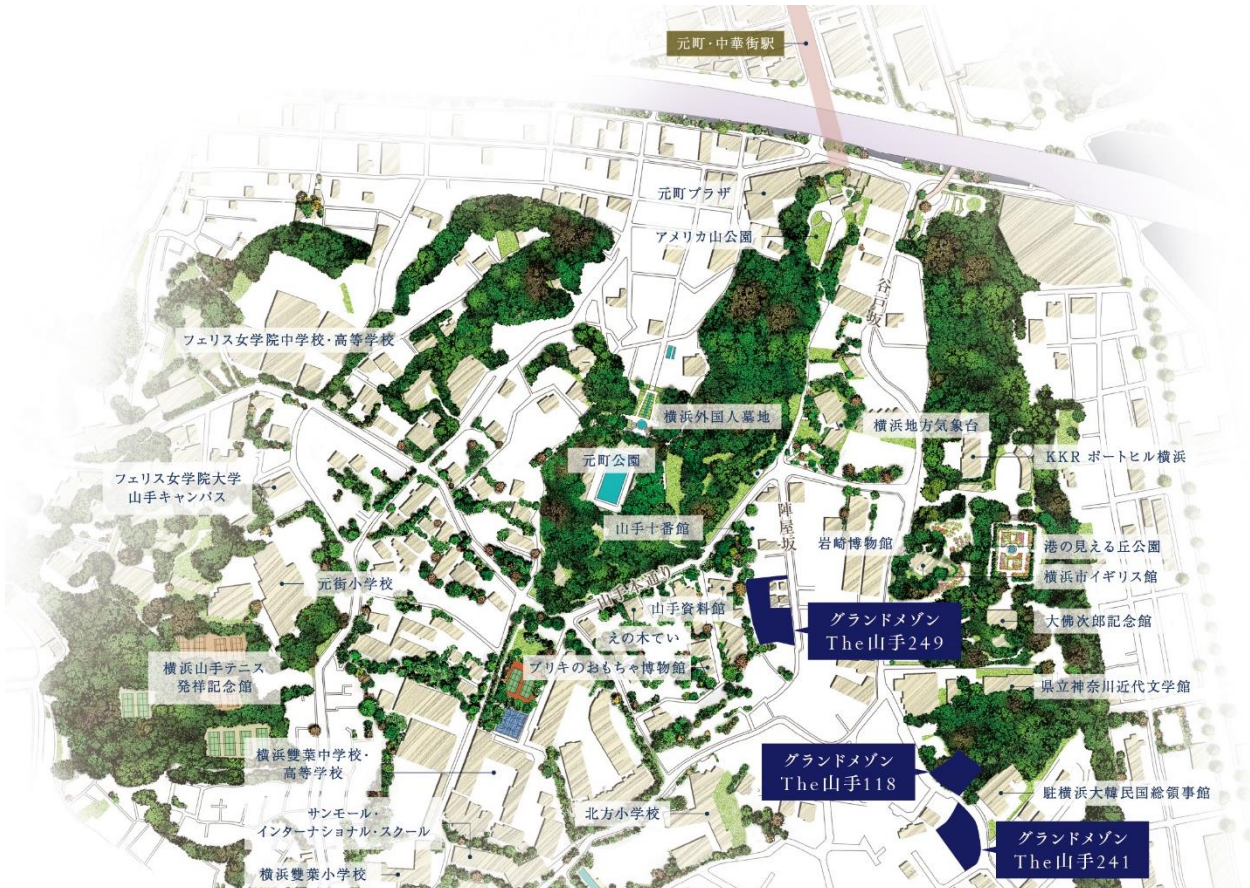 元町・中華街駅
元町プラザ
アメリカ山公園
谷戸坂
フェリス女学院中学校・高等学校
横浜外国人墓地
横浜地方気象台
元町公園
KKR ポートヒル横浜
フェリス女学院大学
山手キャンパス
山手十番館
陣屋坂
岩崎博物館
港の見える丘公園
横浜市イギリス館
元街小学校
山手本通り
山手資料館
グランドメゾン
The山手249
大佛次郎記念館
えの木てい
ブリキのおもちゃ博物館
横浜山手テニス
発祥記念館
県立神奈川近代文学館
横浜雙葉中学校・
高等学校
グランドメゾン
The山手118
駐横浜大韓民国総領事館
サンモール・
インターナショナル・スクール
北方小学校
グランドメゾン
The山手241
横浜雙葉小学校